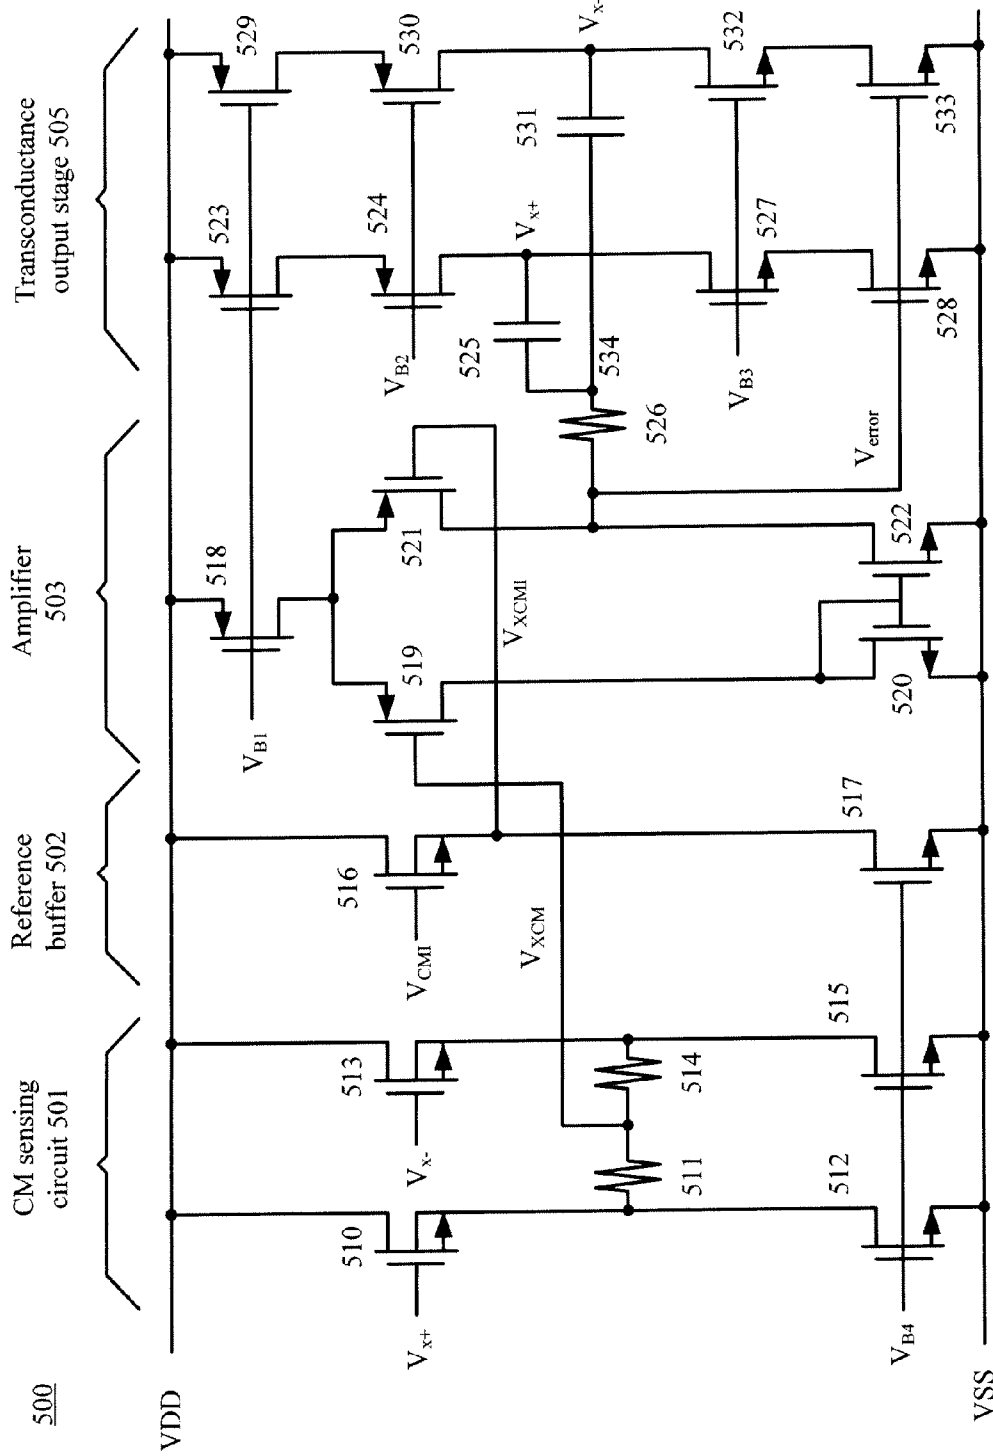 500
CM sensing
circuit 501
Reference
buffer 502
Amplifier
503
Transconductance
output stage 505
VDD
518
523
529
VB1
510
513
516
519
521
524
530
Vx+
Vx-
VCMI
VXCM
VXCMI
VB2
525
Vx+
531
Vx-
511
514
526
534
VB3
527
532
Verror
512
515
517
520
522
528
533
VB4
VSS